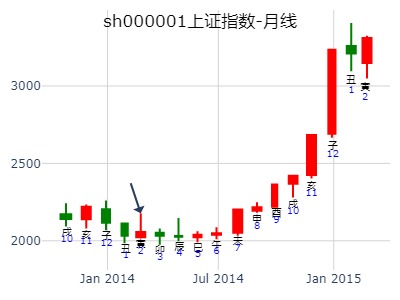 sh000001上证指数-月线
3000
2500
2000
戌
10
亥
11
子
12
丑
1
寅
2
卯
3
辰
4
巳
5
午
6
未
7
申
8
酉
9
戌
10
亥
11
子
12
丑
1
寅
2
Jan 2014
Jul 2014
Jan 2015